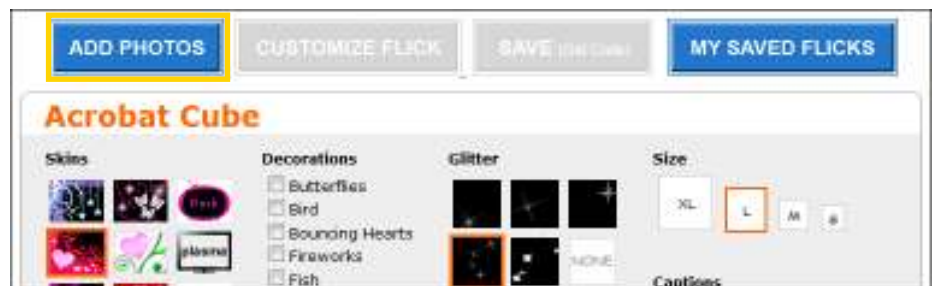 ADD PHOTOS
CUSTOMIZE FLICK
SAVE
MY SAVED FLICKS
Acrobat Cube
Skins
Decorations
Glitter
Size
Butterflies
Bird
Bouncing Hearts
Fireworks
Fish
plasma
NONE
XL
L
M
Captions